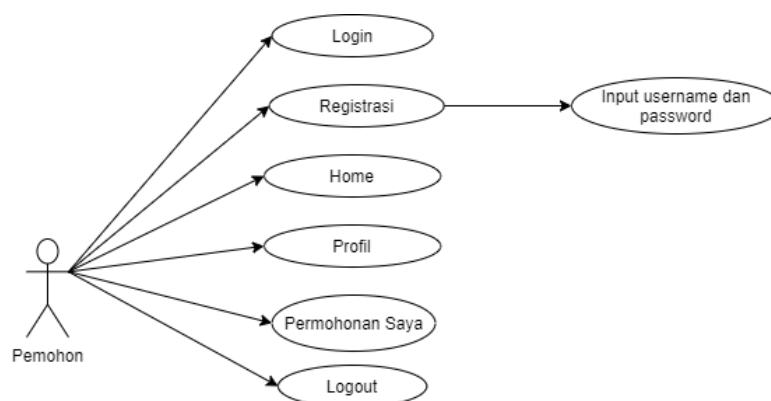 Login
Registrasi
Input username dan
password
Home
Profil
Permohonan Saya
Pemohon
Logout